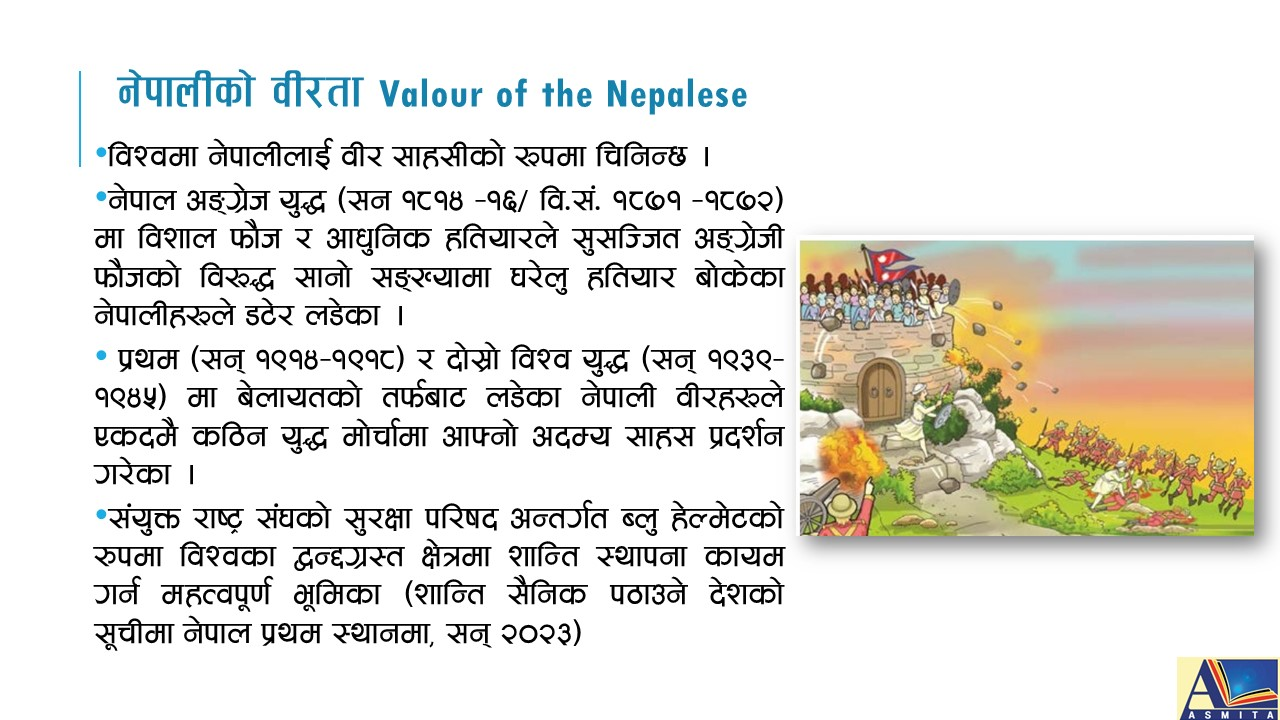 नेपालीको वीरता Valour of the Nepalese
•विश्वमा नेपालीलाई वीर साहसीको रुपमा चिनिन्छ ।
•नेपाल अङ्ग्रेज युद्ध (सन १८१४ -१६/ वि.सं. १८७१ -१८७२)
मा विशाल फौज र आधुनिक हतियारले सुसज्जित अङ्ग्रेजी
फौजको विरुद्ध सानो सङ्ख्यामा घरेलु हतियार बोकेका
नेपालीहरुले डटेर लडेका ।
• प्रथम (सन् १९१४-१९१८) र दोस्रो विश्व युद्ध (सन् १९३९-
१९४५) मा बेलायतको तर्फबाट लडेका नेपाली वीरहरुले
एकदमै कठिन युद्ध मोर्चामा आफ्नो अदम्य साहस प्रदर्शन
गरेका ।
•संयुक्त राष्ट्र संघको सुरक्षा परिषद अन्तर्गत ब्लु हेल्मेटको
रुपमा विश्वका द्वन्द्दग्रस्त क्षेत्रमा शान्ति स्थापना कायम
गर्न महत्वपूर्ण भूमिका (शान्ति सैनिक पठाउने देशको
सूचीमा नेपाल प्रथम स्थानमा, सन् २०२३)
ASMITA